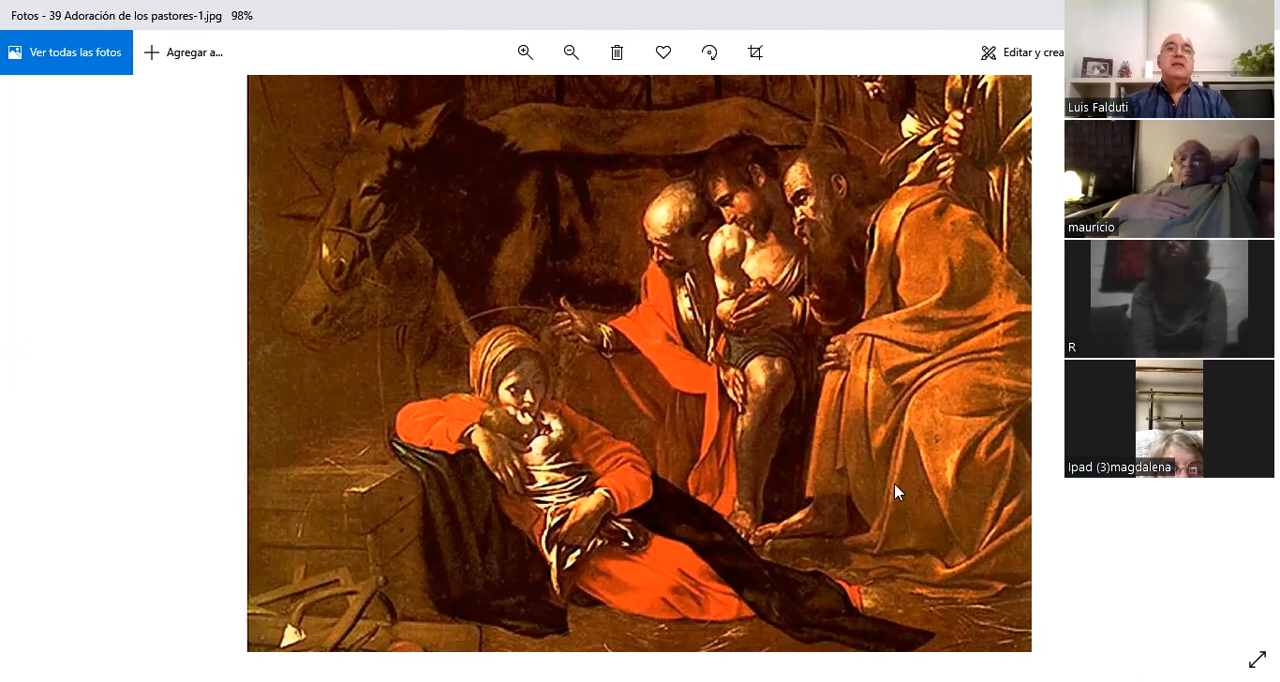 Fotos - 39 Adoración de los pastores-1.jpg 98%
Ver todas las fotos
Agregar a...
Editar y crea
Luis Falduti
mauricio
R
Ipad (3)magdalena